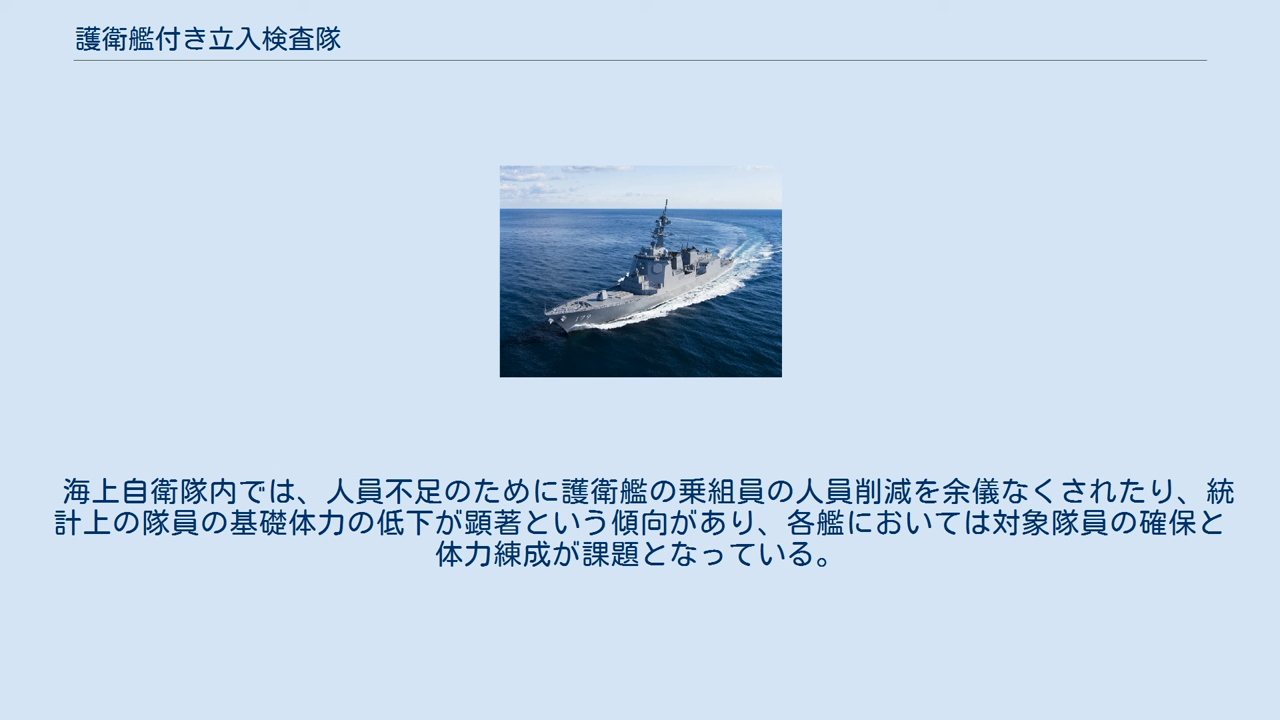 護衛艦付き立入検査隊
179
海上自衛隊内では、人員不足のために護衛艦の乗組員の人員削減を余儀なくされたり、統
計上の隊員の基礎体力の低下が顕著という傾向があり、各艦においては対象隊員の確保と
体力練成が課題となっている。